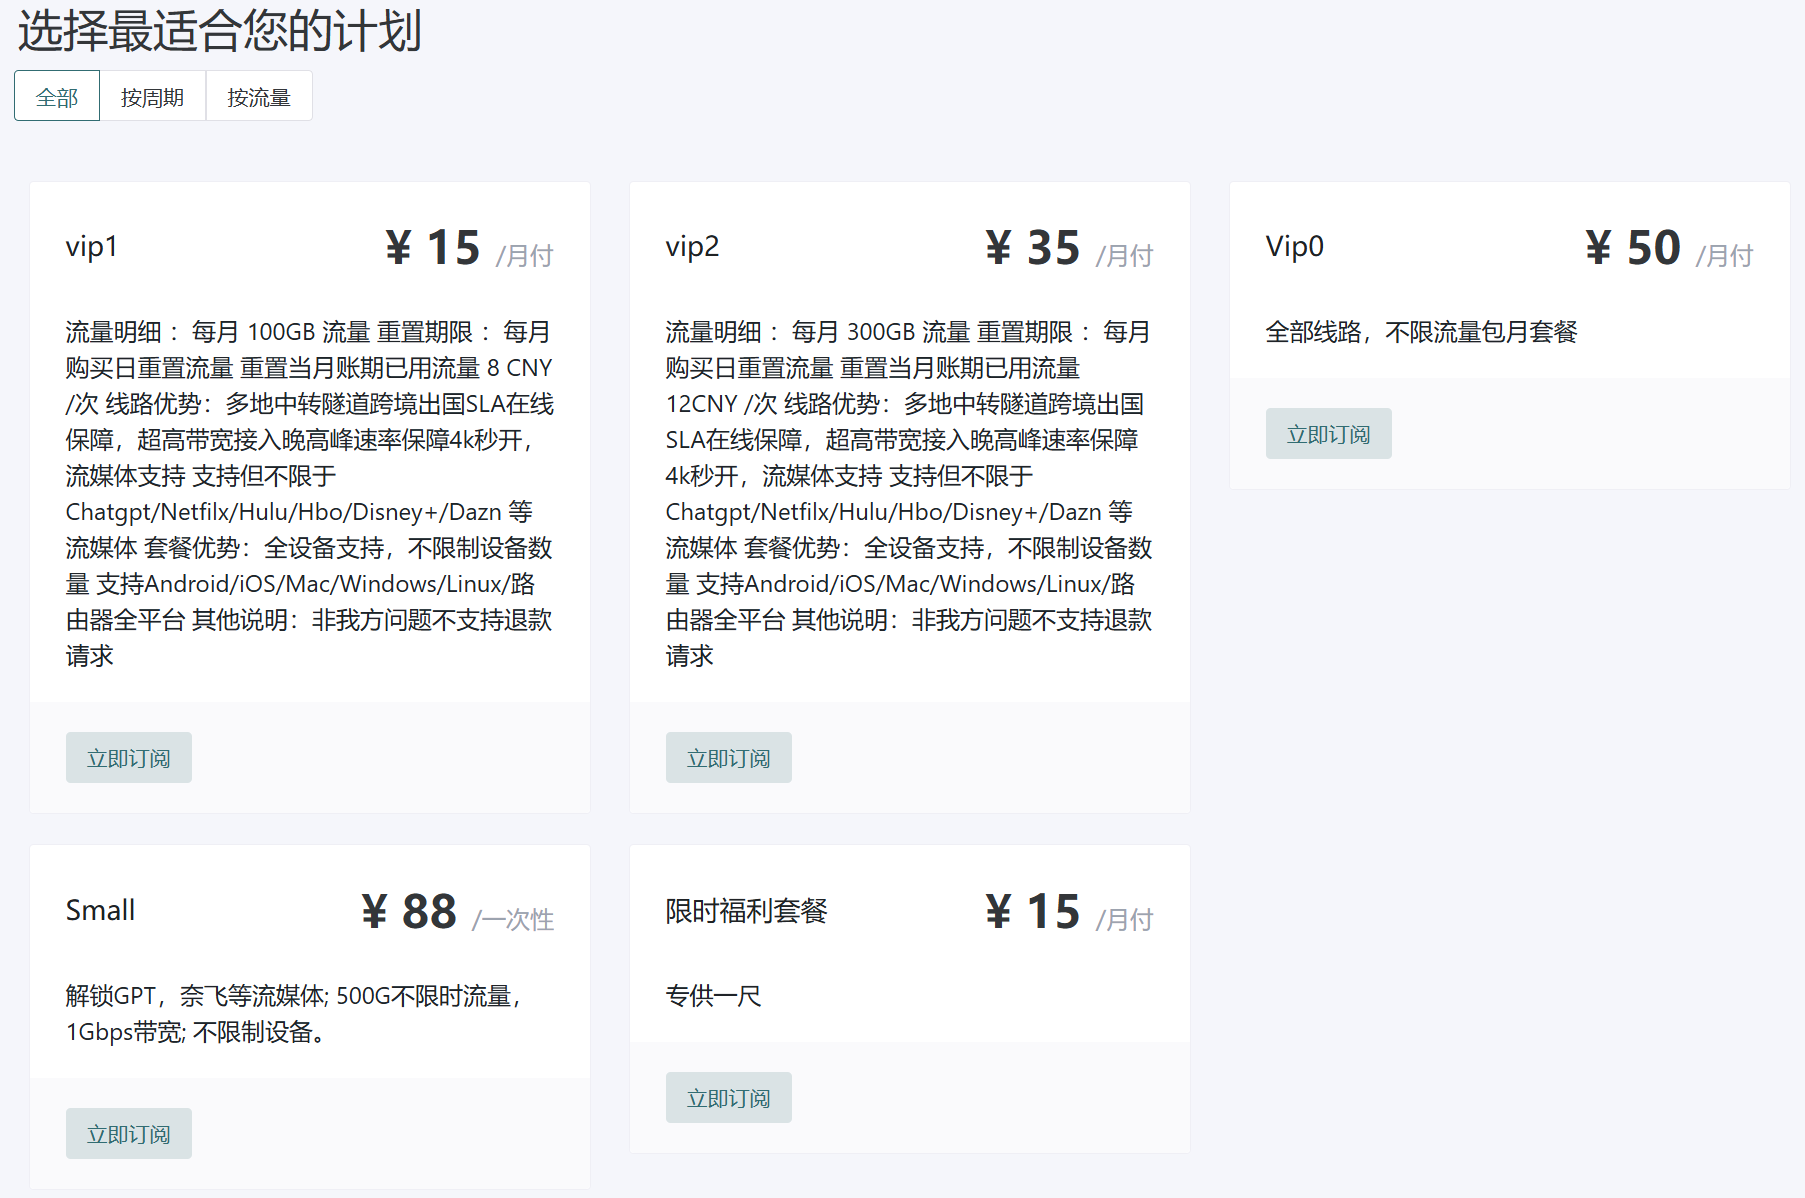 选择最适合您的计划
全部 按周期 按流量
vip1 ¥ 15 /月付
流量明细 ：每月 100GB 流量 重置期限 ：每月
购买日重置流量 重置当月账期已用流量 8 CNY
/次 线路优势：多地中转隧道跨境出国SLA在线
保障，超高带宽接入晚高峰速率保障4k秒开，
流媒体支持 支持但不限于
Chatgpt/Netfilx/Hulu/Hbo/Disney+/Dazn 等
流媒体 套餐优势：全设备支持，不限制设备数
量 支持Android/iOS/Mac/Windows/Linux/路
由器全平台 其他说明：非我方问题不支持退款
请求
立即订阅
vip2 ¥ 35 /月付
流量明细 ：每月 300GB 流量 重置期限 ：每月
购买日重置流量 重置当月账期已用流量
12CNY /次 线路优势：多地中转隧道跨境出国
SLA在线保障，超高带宽接入晚高峰速率保障
4k秒开，流媒体支持 支持但不限于
Chatgpt/Netfilx/Hulu/Hbo/Disney+/Dazn 等
流媒体 套餐优势：全设备支持，不限制设备数
量 支持Android/iOS/Mac/Windows/Linux/路
由器全平台 其他说明：非我方问题不支持退款
请求
立即订阅
Vip0 ¥ 50 /月付
全部线路，不限流量包月套餐
立即订阅
Small ¥ 88 /一次性
解锁GPT，奈飞等流媒体; 500G不限时流量，
1Gbps带宽; 不限制设备。
立即订阅
限时福利套餐 ¥ 15 /月付
专供一尺
立即订阅